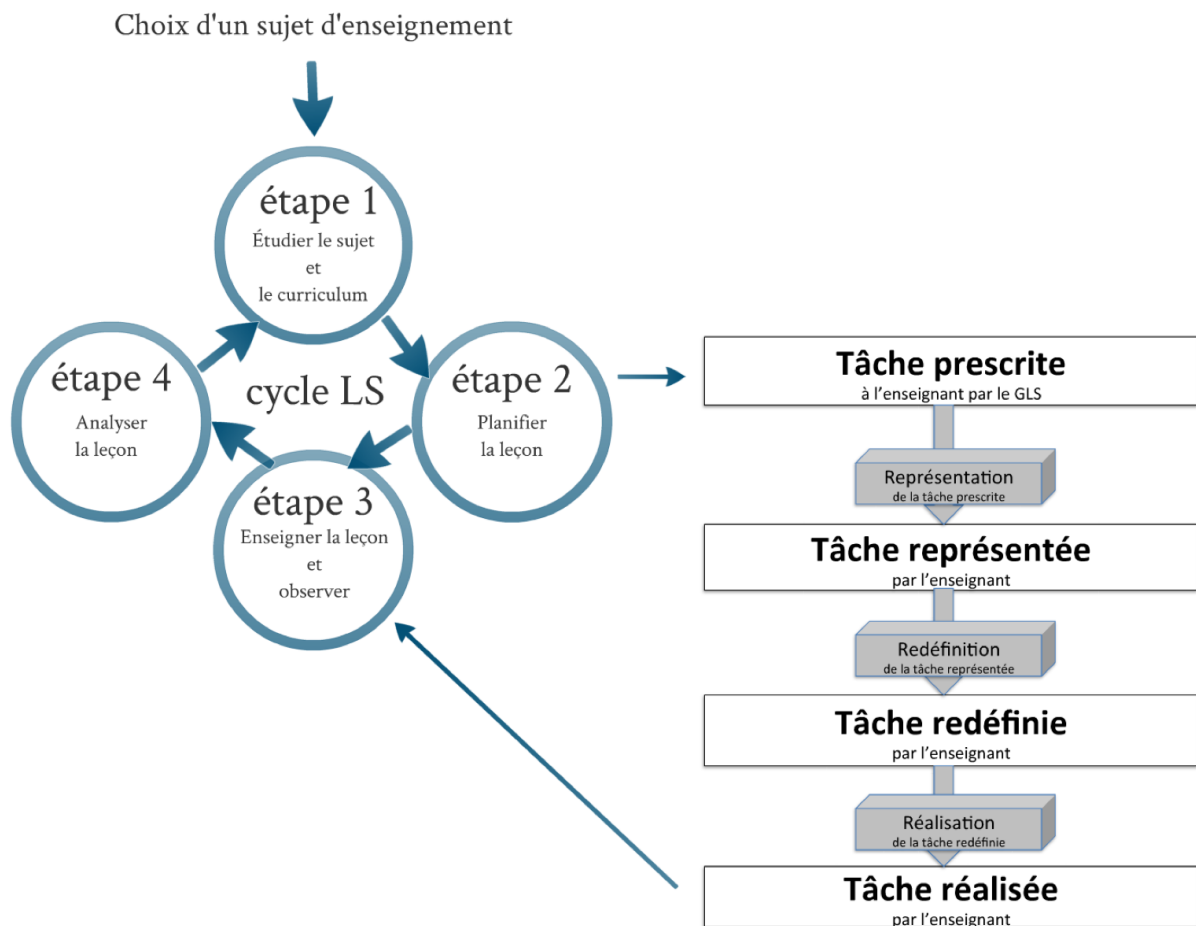 Choix d'un sujet d'enseignement
étape 1
Étudier le sujet
et
le curriculum
étape 4
Analyser
la leçon
cycle LS
étape 2
Planifier
la leçon
étape 3
Enseigner la leçon
et
observer
Tâche prescrite
à l'enseignant par le GLS
Représentation
de la tâche prescrite
Tâche représentée
par l'enseignant
Redéfinition
de la tâche représentée
Tâche redéfinie
par l'enseignant
Réalisation
de la tâche redéfinie
Tâche réalisée
par l'enseignant